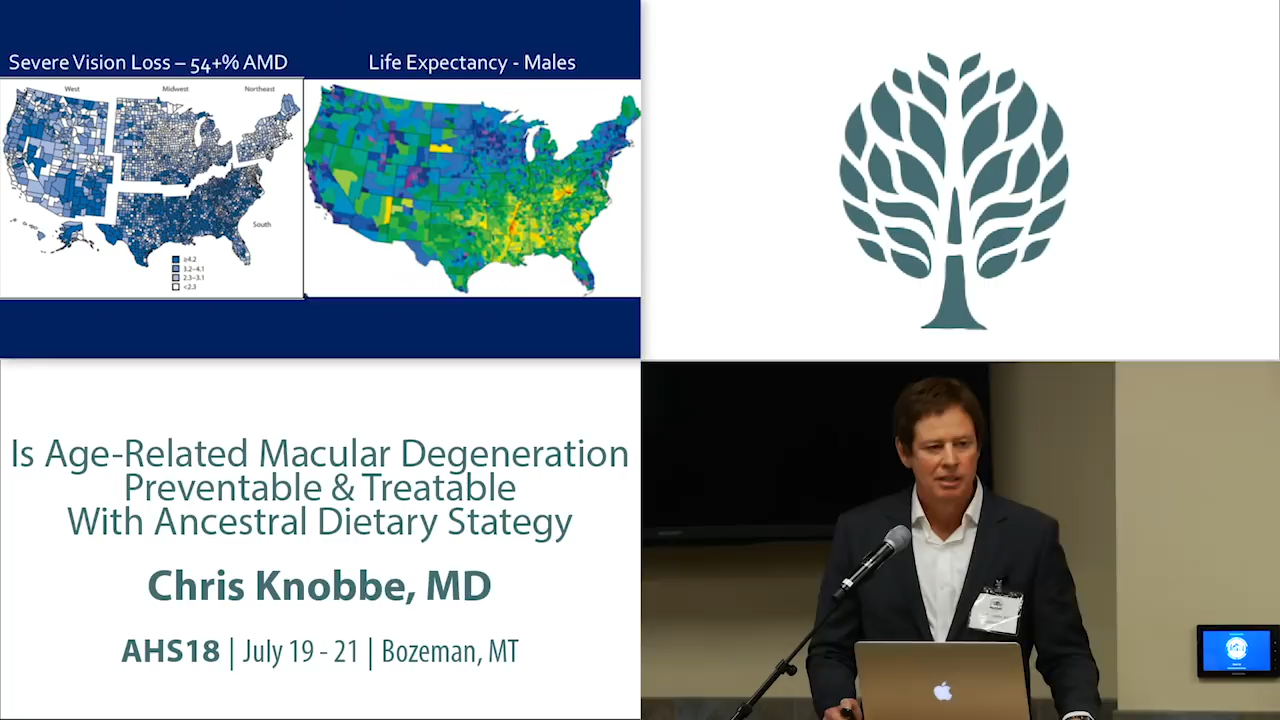 Severe Vision Loss – 54+% AMD
Life Expectancy - Males
West
Midwest
Northeast
South
≥4.2
3.2–4.1
2.3–3.1
<2.3
Is Age-Related Macular Degeneration
Preventable & Treatable
With Ancestral Dietary Stategy
Chris Knobbe, MD
AHS18 | July 19 - 21 | Bozeman, MT